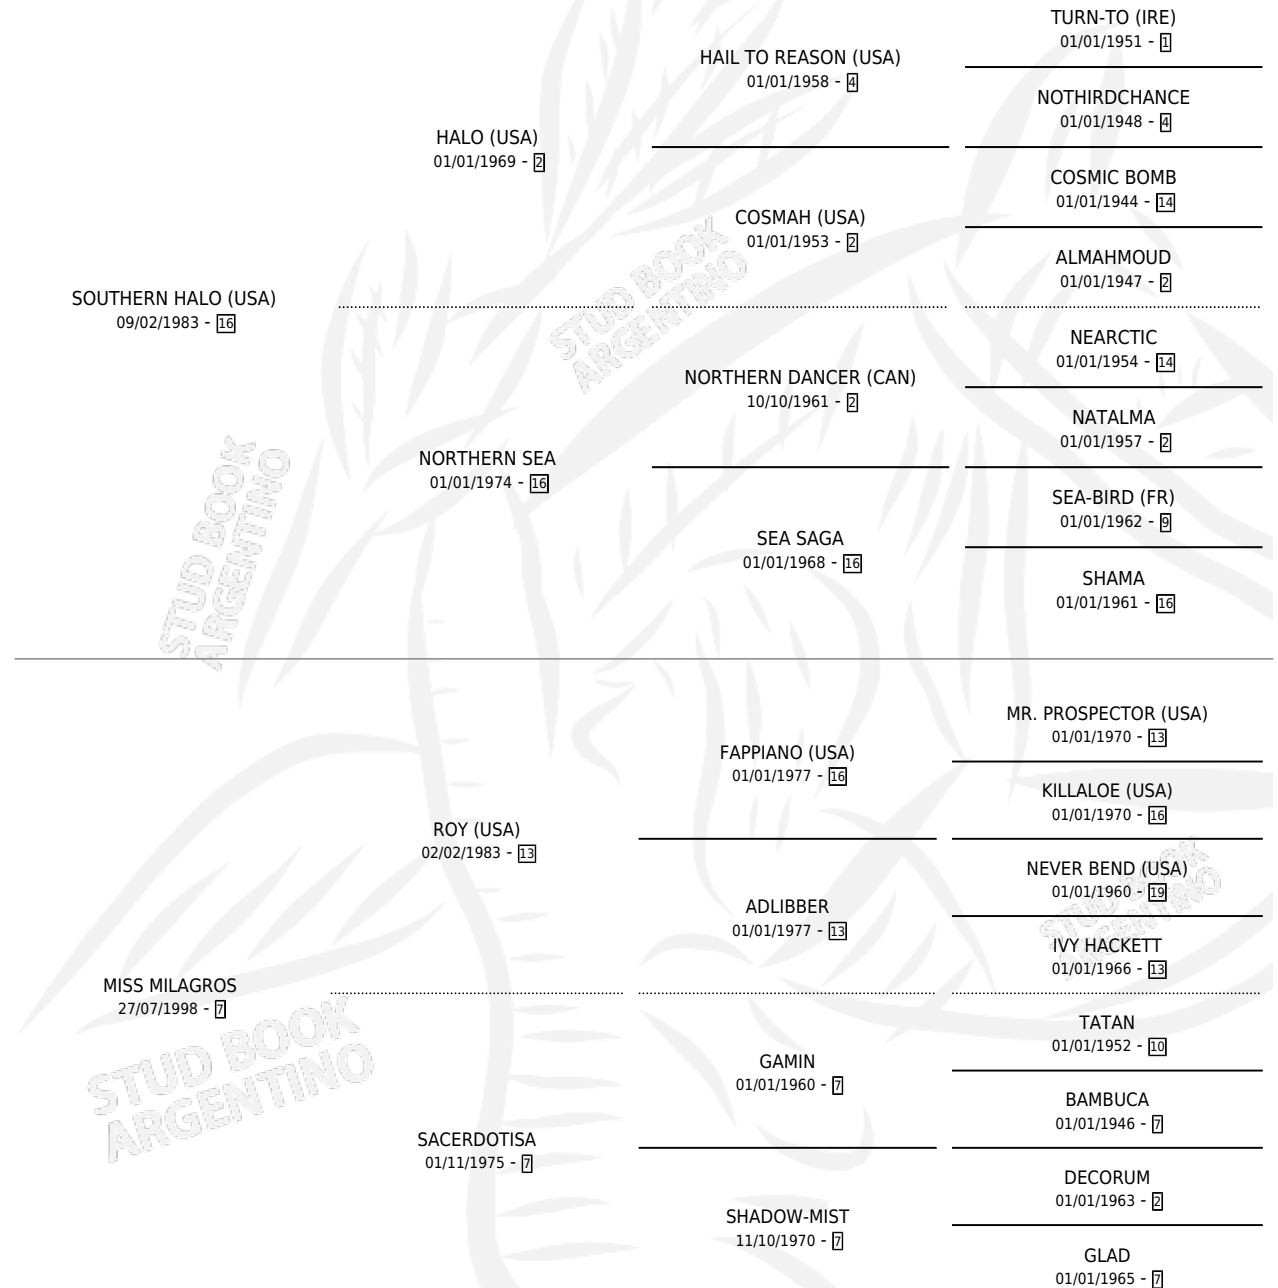 TURN-TO (IRE)
01/01/1951 - 1
HAIL TO REASON (USA)
01/01/1958 - 4
NOTHIRDCHANCE
01/01/1948 - 4
HALO (USA)
01/01/1969 - 2
COSMIC BOMB
01/01/1944 - 14
COSMAH (USA)
01/01/1953 - 2
ALMAHMOUD
01/01/1947 - 2
SOUTHERN HALO (USA)
09/02/1983 - 16
NEARCTIC
01/01/1954 - 14
NORTHERN DANCER (CAN)
10/10/1961 - 2
NATALMA
01/01/1957 - 2
NORTHERN SEA
01/01/1974 - 16
SEA-BIRD (FR)
01/01/1962 - 9
SEA SAGA
01/01/1968 - 16
SHAMA
01/01/1961 - 16
MR. PROSPECTOR (USA)
01/01/1970 - 13
FAPPIANO (USA)
01/01/1977 - 16
KILLALOE (USA)
01/01/1970 - 16
ROY (USA)
02/02/1983 - 13
NEVER BEND (USA)
01/01/1960 - 19
ADLIBBER
01/01/1977 - 13
IVY HACKETT
01/01/1966 - 13
MISS MILAGROS
27/07/1998 - 7
TATAN
01/01/1952 - 10
GAMIN
01/01/1960 - 7
BAMBUCA
01/01/1946 - 7
SACERDOTISA
01/11/1975 - 7
DECORUM
01/01/1963 - 2
SHADOW-MIST
11/10/1970 - 7
GLAD
01/01/1965 - 7
STUD BOOK
ARGENTINO
STUD BOOK
ARGENTINO
STUD BOOK
ARGENTINO
STUD BOOK
ARGENTINO